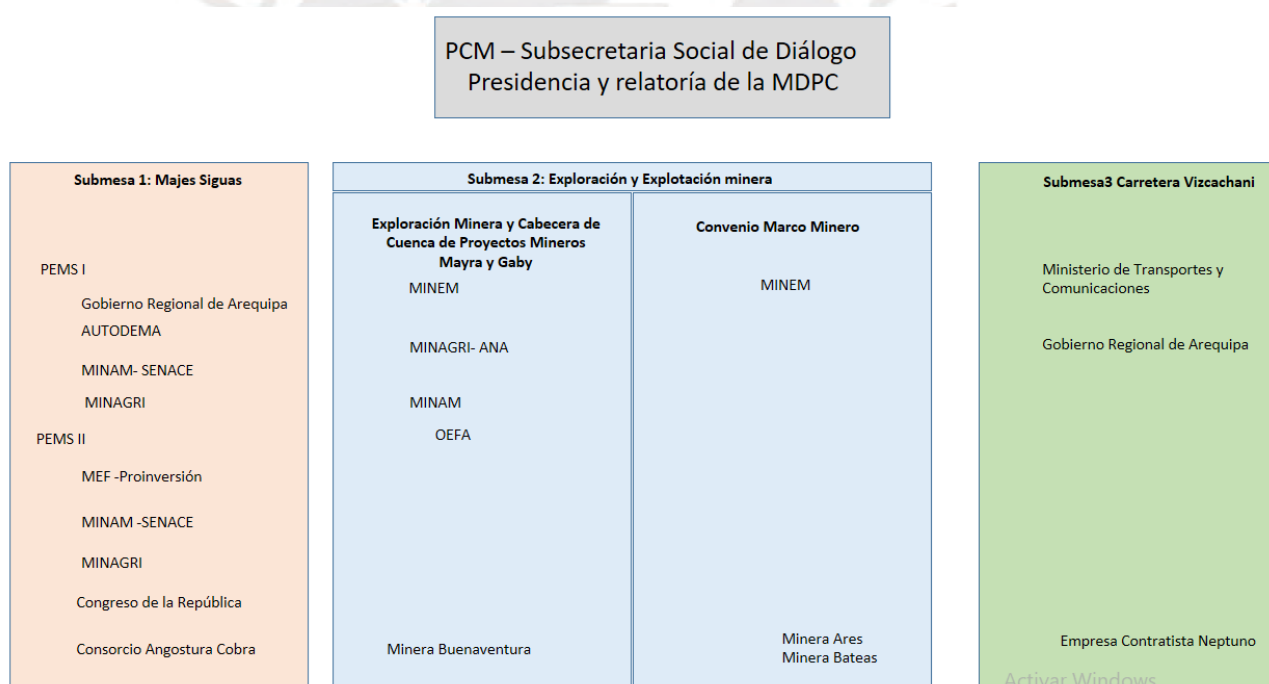 PCM – Subsecretaria Social de Diálogo
Presidencia y relatoría de la MDPC
Submesa 1: Majes Siguas
PEMS I
Gobierno Regional de Arequipa
AUTODEMA
MINAM- SENACE
MINAGRI
PEMS II
MEF -Proinversión
MINAM -SENACE
MINAGRI
Congreso de la República
Consorcio Angostura Cobra
Submesa 2: Exploración y Explotación minera
Exploración Minera y Cabecera de
Cuenca de Proyectos Mineros
Mayra y Gaby
MINEM
MINAGRI- ANA
MINAM
OEFA
Minera Buenaventura
Convenio Marco Minero
MINEM
Minera Ares
Minera Bateas
Submesa3 Carretera Vizcachani
Ministerio de Transportes y
Comunicaciones
Gobierno Regional de Arequipa
Empresa Contratista Neptuno
Activar Windows